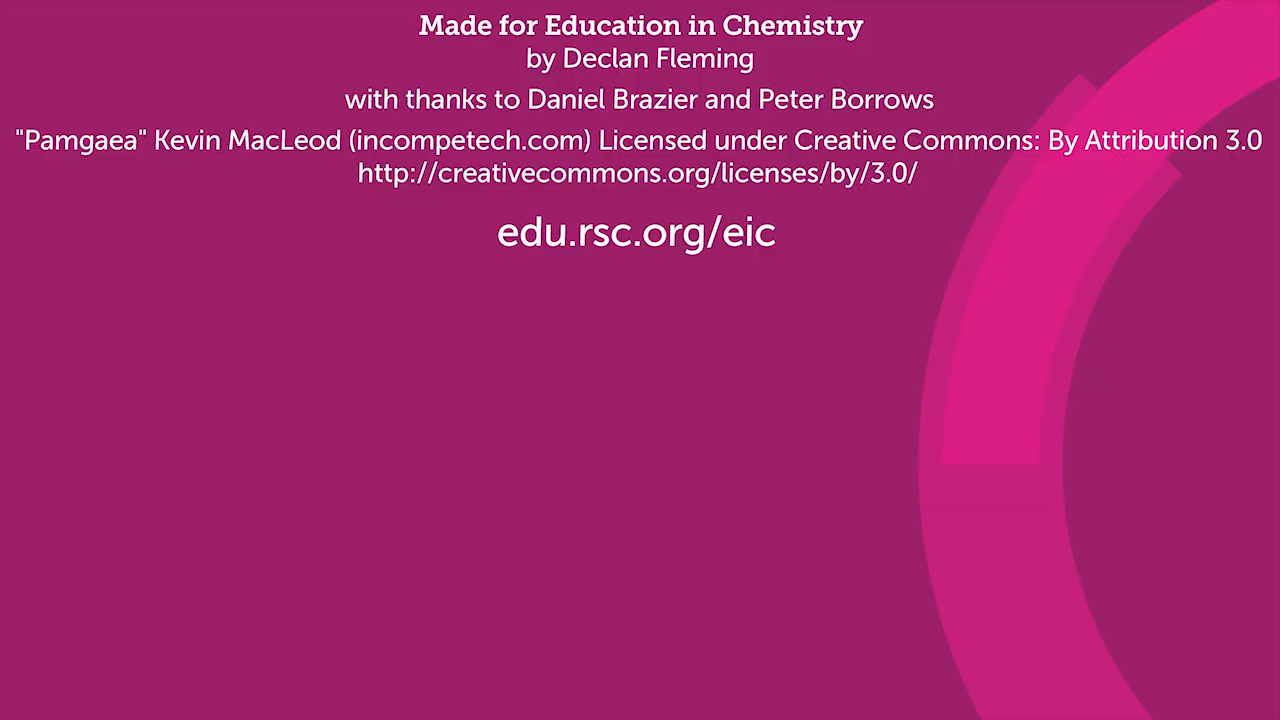 Made for Education in Chemistry
by Declan Fleming
with thanks to Daniel Brazier and Peter Borrows
"Pamgaea" Kevin MacLeod (incompetech.com) Licensed under Creative Commons: By Attribution 3.0
http://creativecommons.org/licenses/by/3.0/
edu.rsc.org/eic